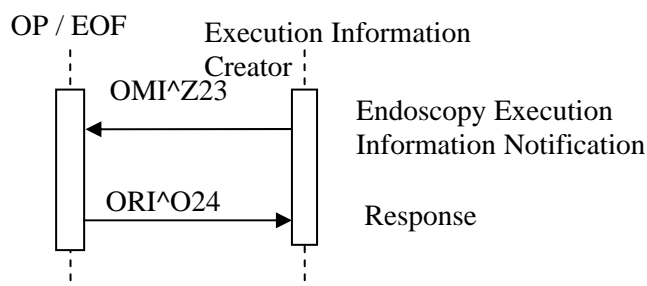 OP / EOF
Execution Information
Creator
OMI^Z23
Endoscopy Execution
Information Notification
ORI^O24
Response